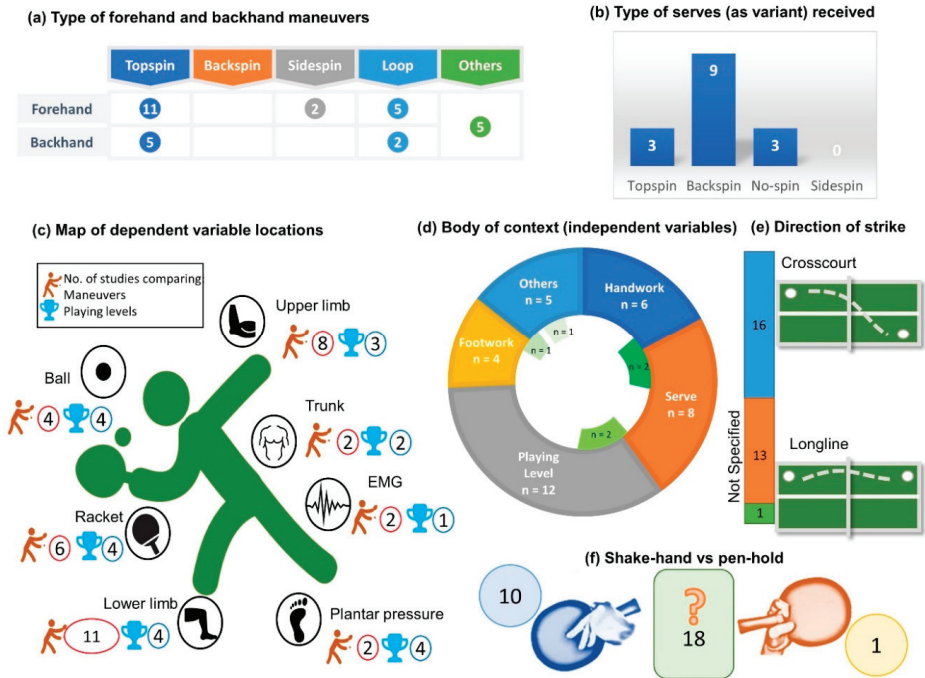 (a) Type of forehand and backhand maneuvers
Topspin Backspin Sidespin Loop Others
Forehand 11 2 5
5
Backhand 5 2
(b) Type of serves (as variant) received
3 9 3 0
Topspin Backspin No-spin Sidespin
(c) Map of dependent variable locations
No. of studies comparing:
Maneuvers
Playing levels
Upper limb
8 3
Ball
4 4
Trunk
2 2
EMG
2 1
Racket
6 4
Lower limb
11 4
Plantar pressure
2 4
(d) Body of context (independent variables)
Others
n = 5
Handwork
n = 6
Footwork
n = 4
Serve
n = 8
Playing
Level
n = 12
n = 1
n = 1
n = 2
n = 2
(e) Direction of strike
Crosscourt
16
Not Specified
13
Longline
1
(f) Shake-hand vs pen-hold
10
?
18
1